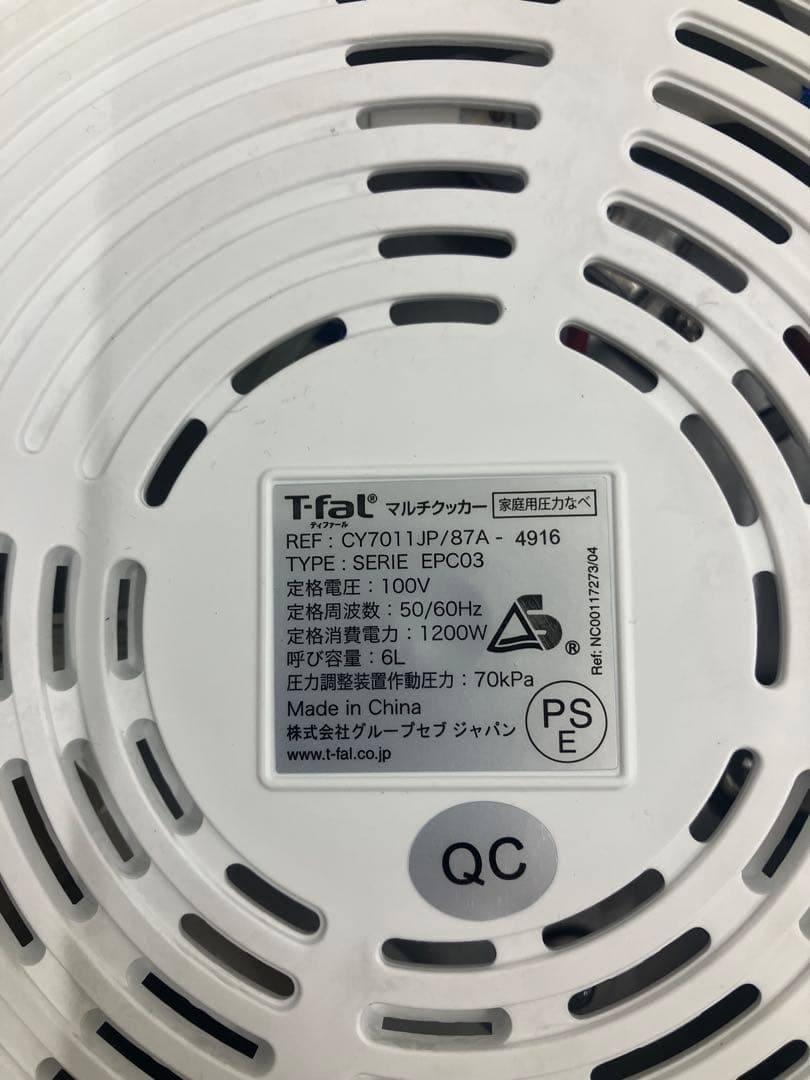 T-fal® マルチクッカー 家庭用圧力なべ
ティファール
REF : CY7011JP/87A - 4916
TYPE : SERIE EPC03
定格電圧：100V
定格周波数：50/60Hz
定格消費電力：1200W
呼び容量：6L
圧力調整装置作動圧力：70kPa
Made in China
株式会社グループセブ ジャパン
www.t-fal.co.jp
S ®
Ref: NC00117273/04
PS
E
QC